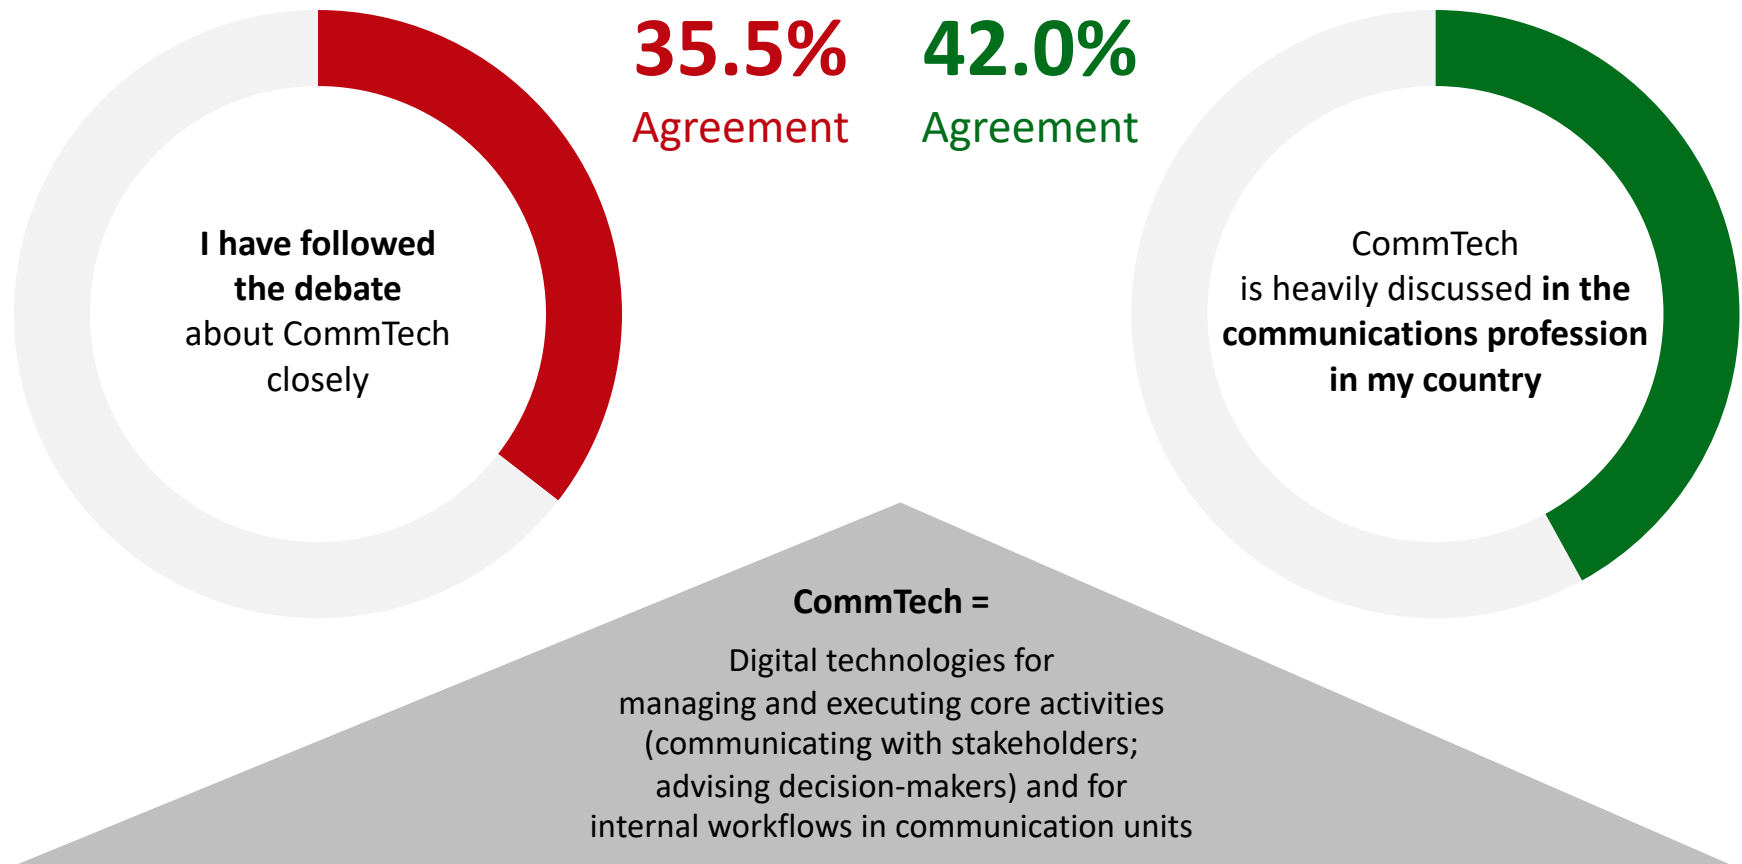 35.5%
Agreement
42.0%
Agreement
I have followed
the debate
about CommTech
closely
CommTech
is heavily discussed in the
communications profession
in my country
CommTech =
Digital technologies for
managing and executing core activities
(communicating with stakeholders;
advising decision-makers) and for
internal workflows in communication units